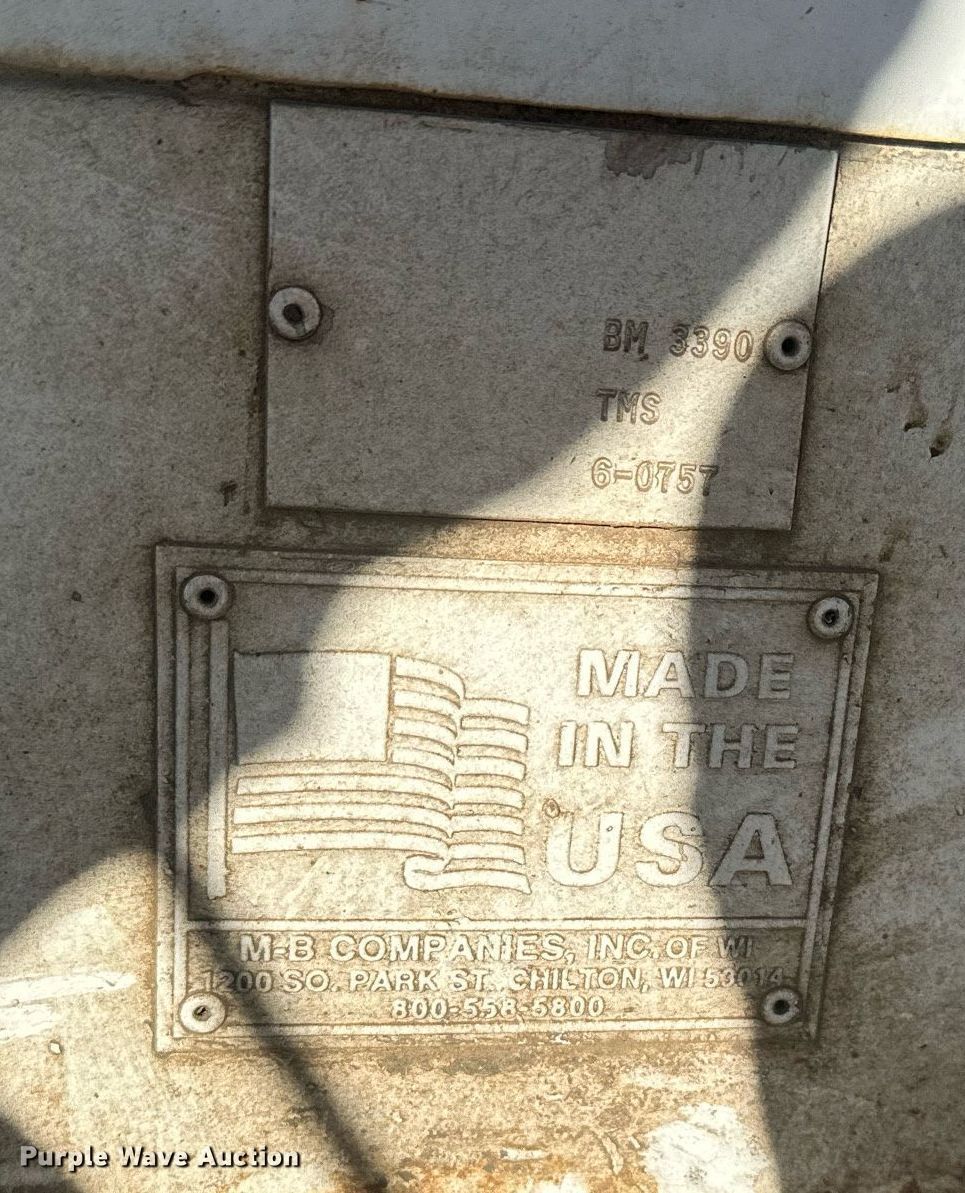 BM 3390
TMS
6-0757
MADE
IN THE
USA
M-B COMPANIES, INC. OF WI
1200 SO. PARK ST. CHILTON, WI 53014
800-558-5800
Purple Wave Auction